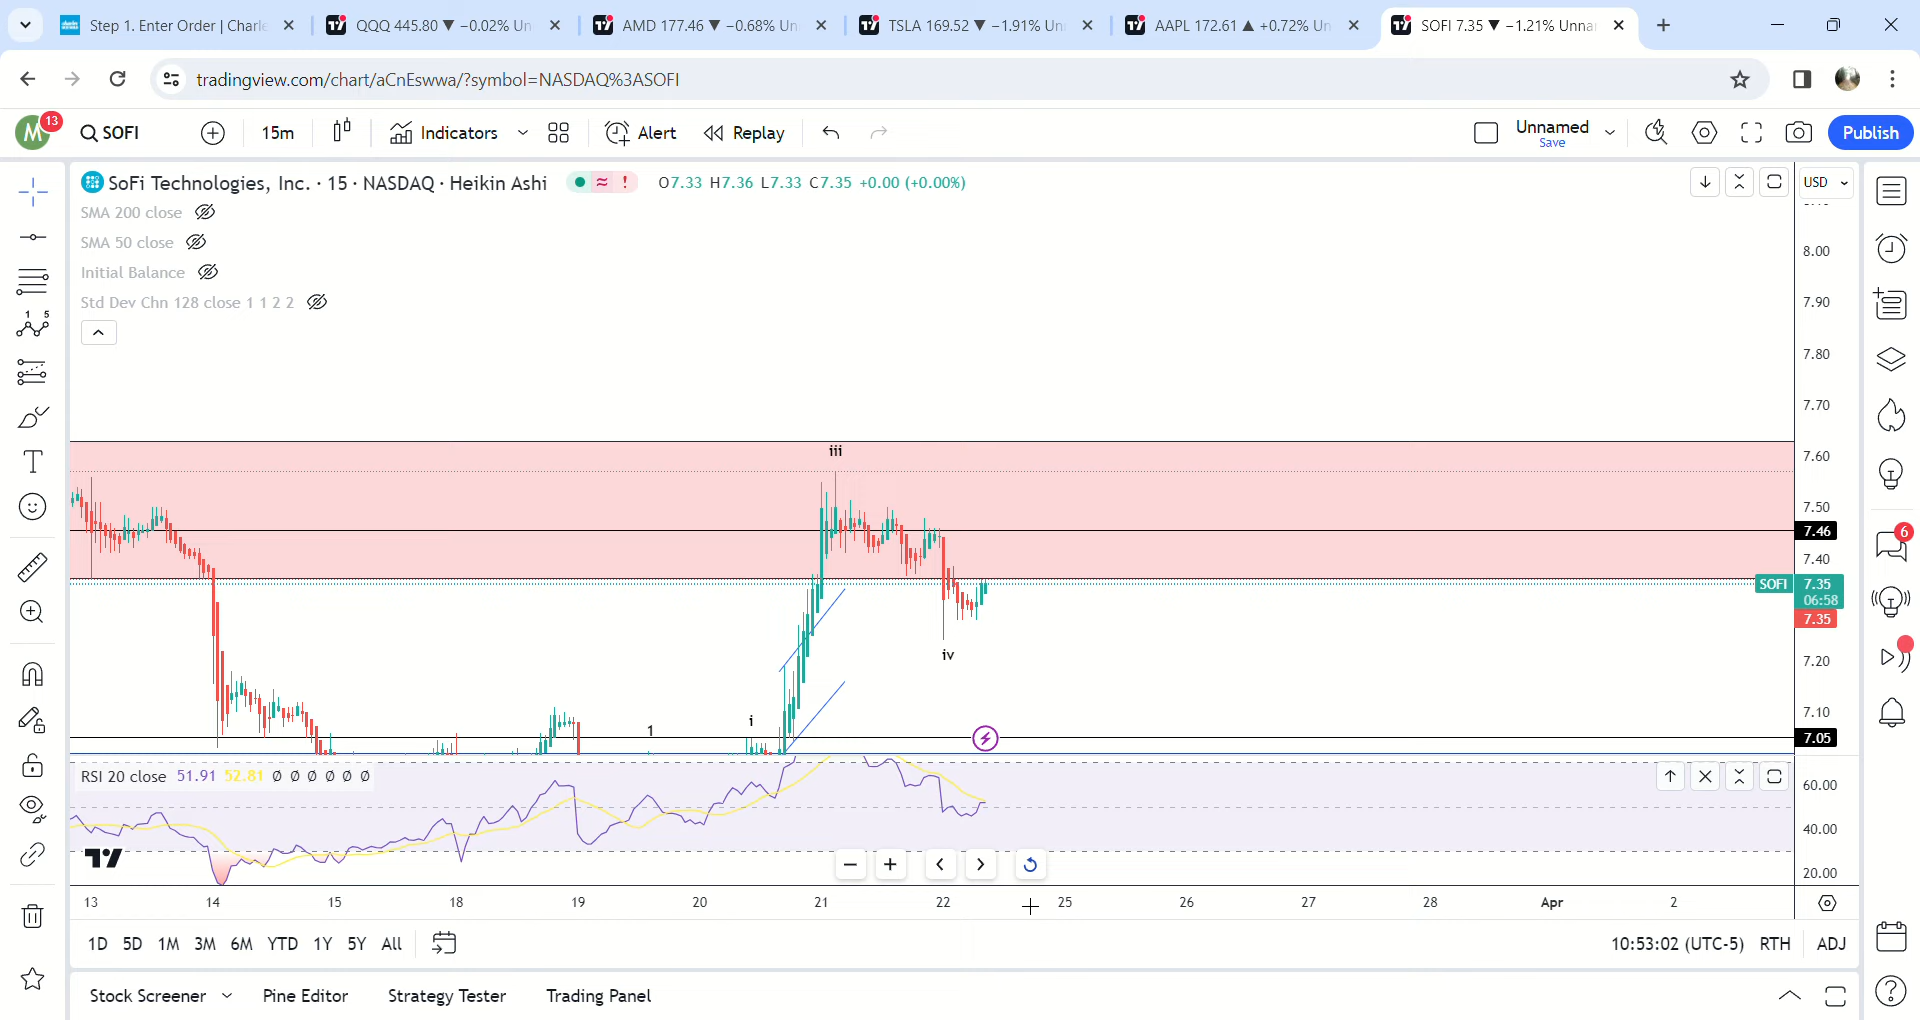 Step 1. Enter Order | Charle
QQQ 445.80 ▼ −0.02% Un
AMD 177.46 ▼ −0.68% Un
TSLA 169.52 ▼ −1.91% Un
AAPL 172.61 ▲ +0.72% Un
SOFI 7.35 ▼ −1.21% Unna
tradingview.com/chart/aCnEswwa/?symbol=NASDAQ%3ASOFI
M 13
SOFI
15m
Indicators
Alert
Replay
Unnamed
Save
Publish
SoFi Technologies, Inc. · 15 · NASDAQ · Heikin Ashi
O7.33 H7.36 L7.33 C7.35 +0.00 (+0.00%)
USD
SMA 200 close
SMA 50 close
Initial Balance
Std Dev Chn 128 close 1 1 2 2
8.00
7.90
7.80
7.70
7.60
7.50
7.46
7.40
SOFI 7.35
06:58
7.35
7.20
7.10
7.05
iii
iv
i
1
1 5
6
RSI 20 close 51.91 52.81 Ø Ø Ø Ø Ø Ø
60.00
40.00
20.00
13 14 15 18 19 20 21 22 25 26 27 28 Apr 2
1D 5D 1M 3M 6M YTD 1Y 5Y All
10:53:02 (UTC-5) RTH ADJ
Stock Screener
Pine Editor
Strategy Tester
Trading Panel